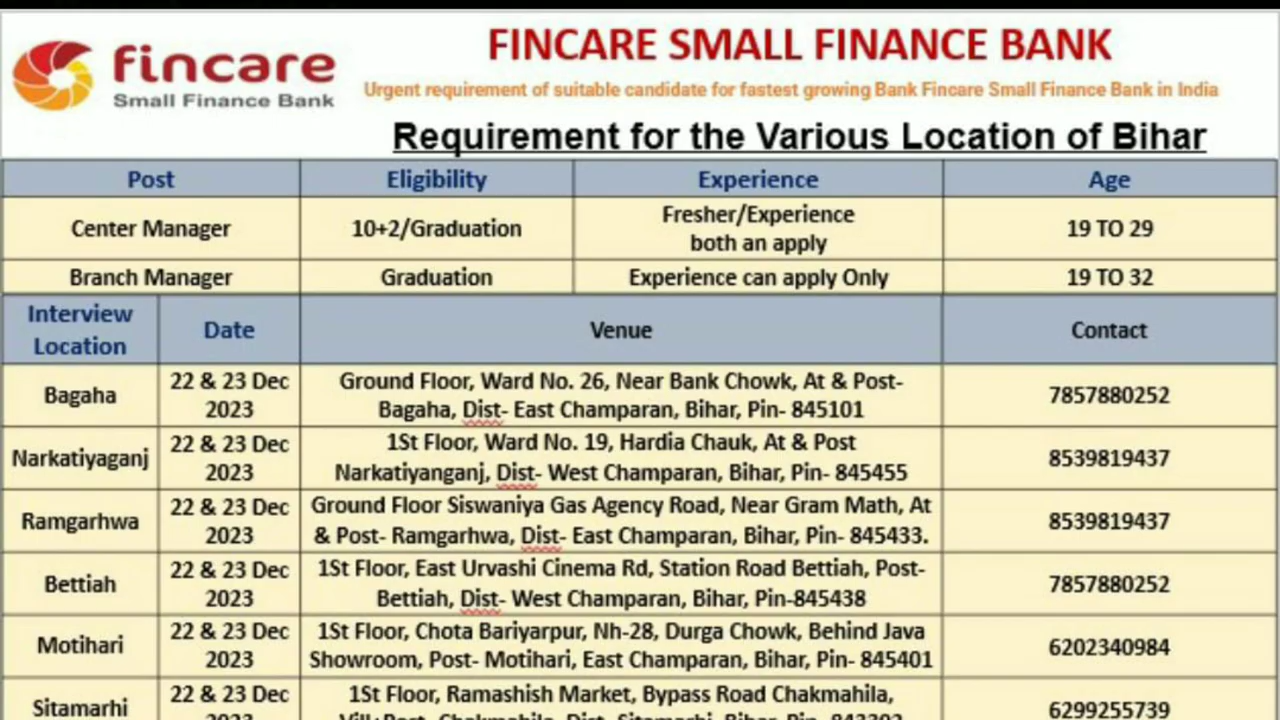 fincare
Small Finance Bank
FINCARE SMALL FINANCE BANK
Urgent requirement of suitable candidate for fastest growing Bank Fincare Small Finance Bank in India
Requirement for the Various Location of Bihar
Post Eligibility Experience Age
Center Manager 10+2/Graduation Fresher/Experience both an apply 19 TO 29
Branch Manager Graduation Experience can apply Only 19 TO 32
Interview Location Date Venue Contact
Bagaha 22 & 23 Dec 2023 Ground Floor, Ward No. 26, Near Bank Chowk, At & Post-
Bagaha, Dist- East Champaran, Bihar, Pin- 845101 7857880252
Narkatiyaganj 22 & 23 Dec 2023 1St Floor, Ward No. 19, Hardia Chauk, At & Post
Narkatiyanganj, Dist- West Champaran, Bihar, Pin- 845455 8539819437
Ramgarhwa 22 & 23 Dec 2023 Ground Floor Siswaniya Gas Agency Road, Near Gram Math, At
& Post- Ramgarhwa, Dist- East Champaran, Bihar, Pin- 845433. 8539819437
Bettiah 22 & 23 Dec 2023 1St Floor, East Urvashi Cinema Rd, Station Road Bettiah, Post-
Bettiah, Dist- West Champaran, Bihar, Pin-845438 7857880252
Motihari 22 & 23 Dec 2023 1St Floor, Chota Bariyarpur, Nh-28, Durga Chowk, Behind Java
Showroom, Post- Motihari, East Champaran, Bihar, Pin- 845401 6202340984
Sitamarhi 22 & 23 Dec 1St Floor, Ramashish Market, Bypass Road Chakmahila,
6299255739